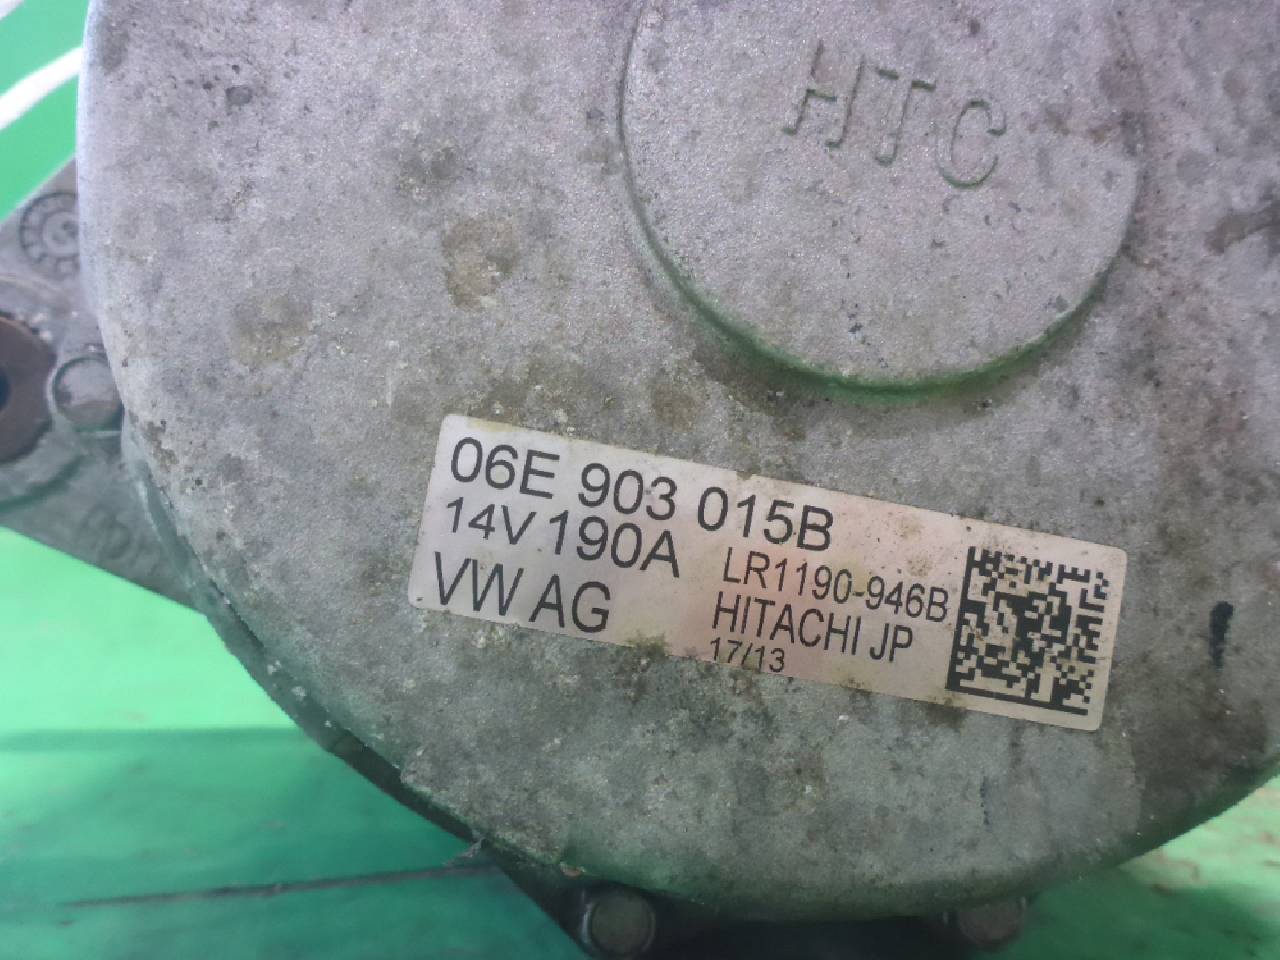 HTC
06E 903 015B
14V 190A LR1190-946B
VW AG HITACHI JP
17/13